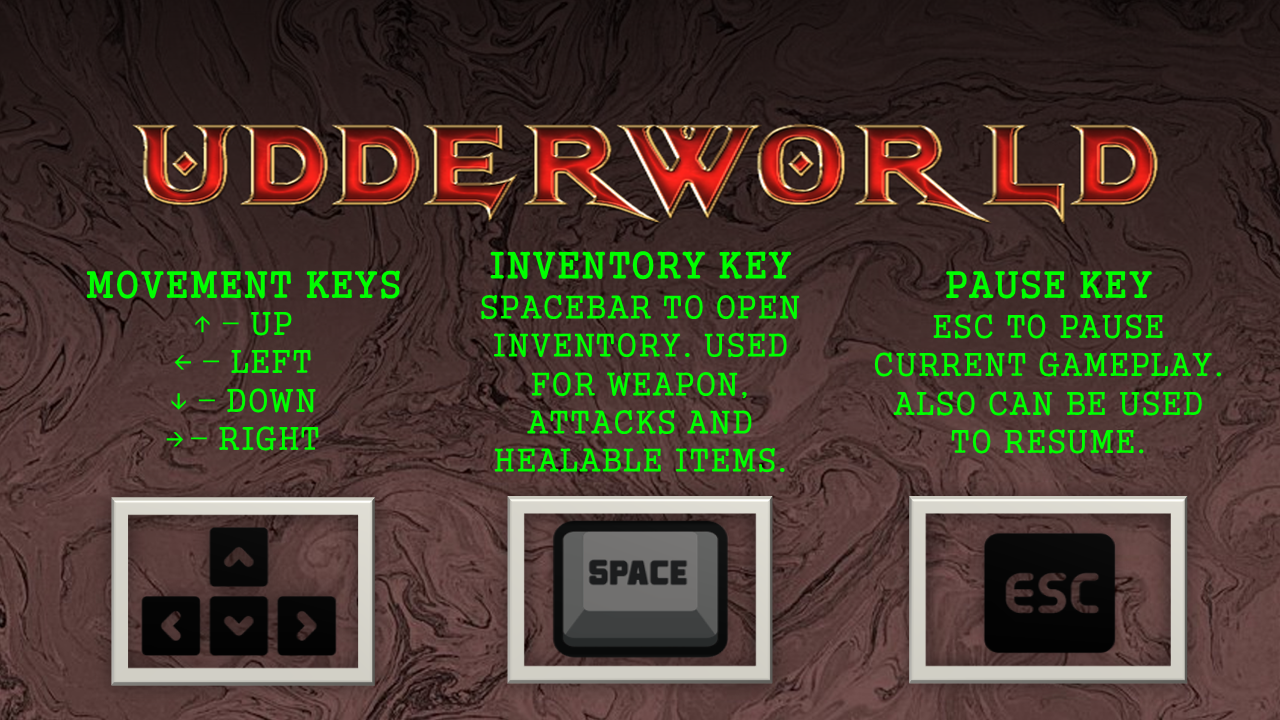 UDDERWORLD
MOVEMENT KEYS
↑ – UP
← – LEFT
↓ – DOWN
→ – RIGHT
INVENTORY KEY
SPACEBAR TO OPEN
INVENTORY. USED
FOR WEAPON,
ATTACKS AND
HEALABLE ITEMS.
PAUSE KEY
ESC TO PAUSE
CURRENT GAMEPLAY.
ALSO CAN BE USED
TO RESUME.
SPACE
ESC